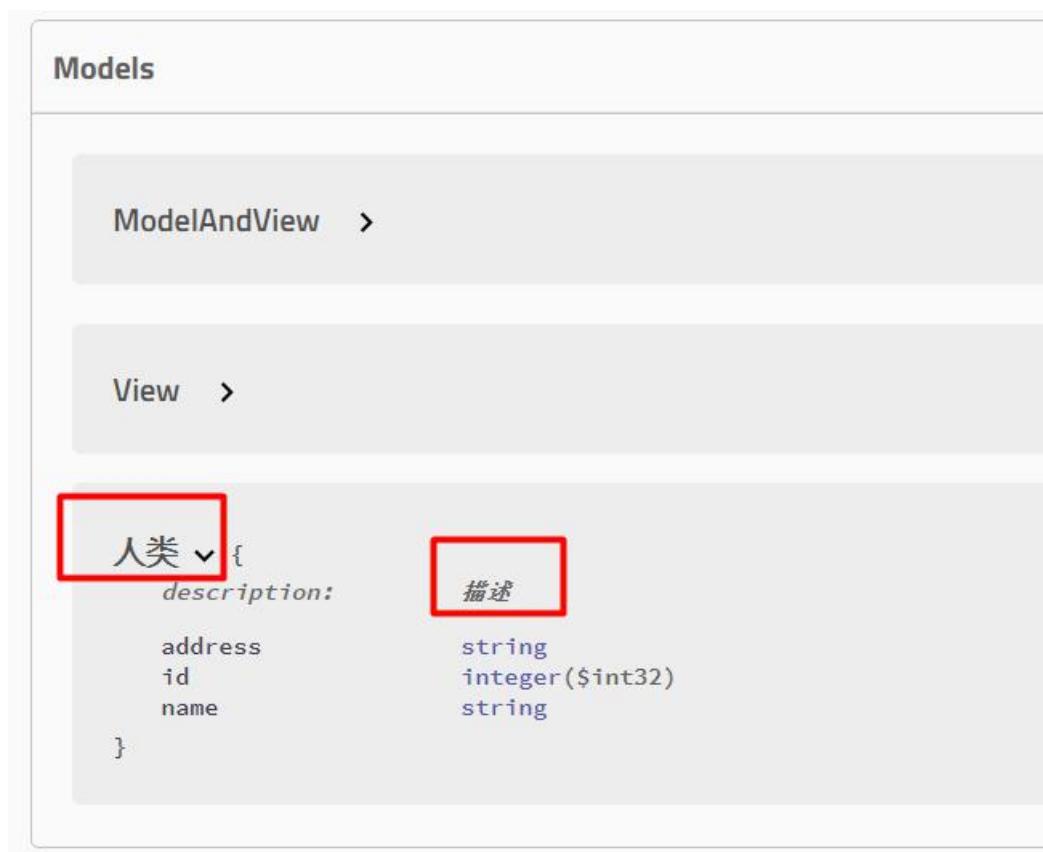 Models
ModelAndView >
View >
人类 {
description: 描述
address string
id integer($int32)
name string
}